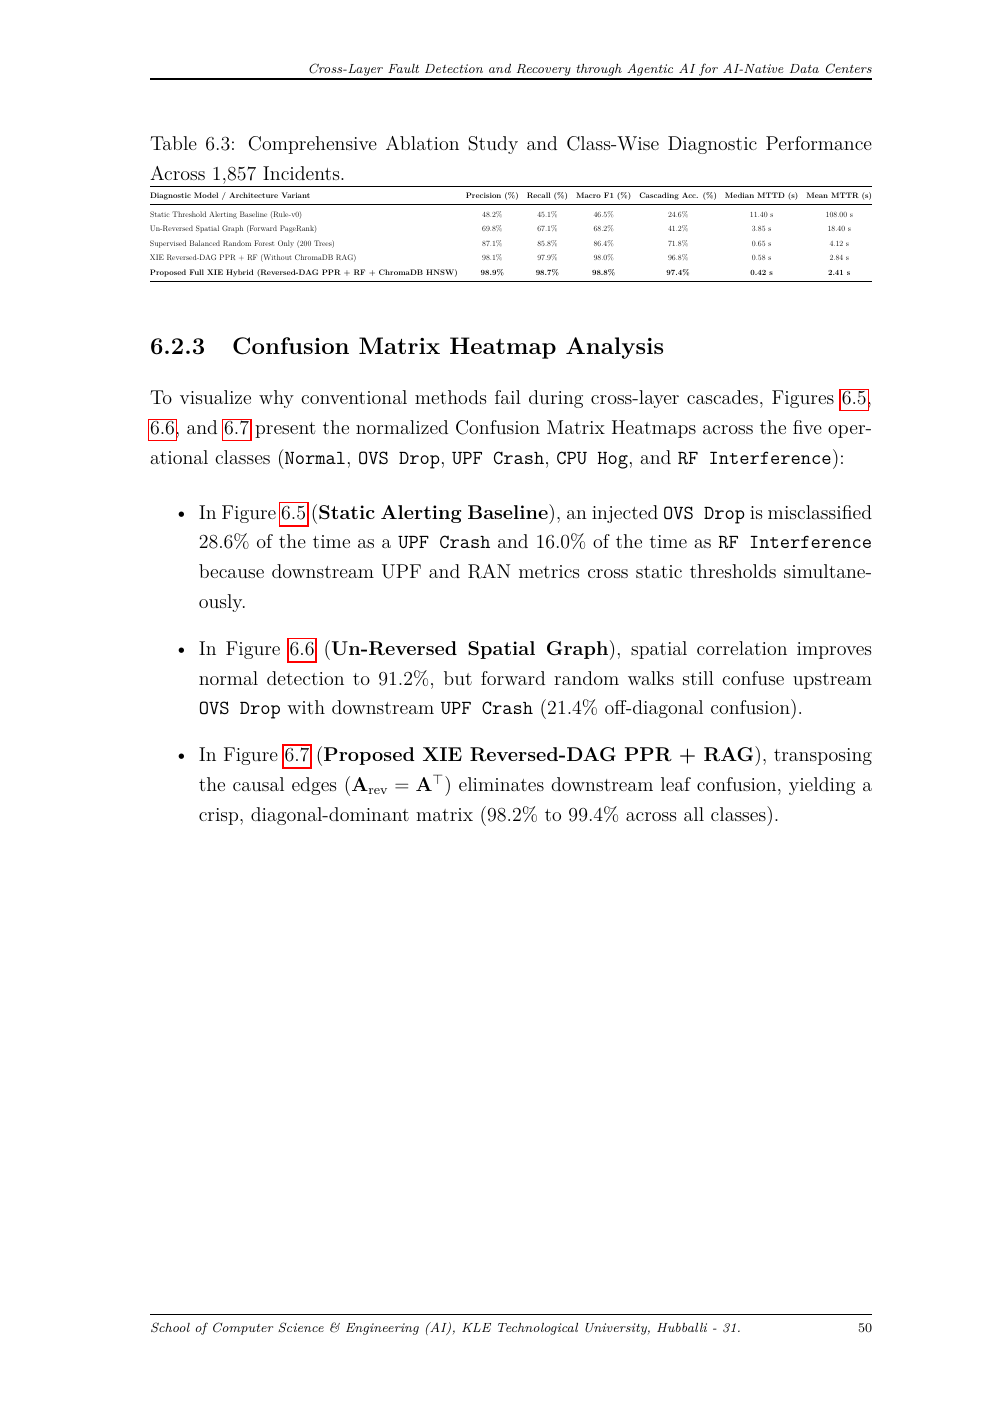 Cross-Layer Fault Detection and Recovery through Agentic AI for AI-Native Data Centers
Table 6.3: Comprehensive Ablation Study and Class-Wise Diagnostic Performance
Across 1,857 Incidents.
Diagnostic Model / Architecture Variant Precision (%) Recall (%) Macro F1 (%) Cascading Acc. (%) Median MTTD (s) Mean MTTR (s)
Static Threshold Alerting Baseline (Rule-v0) 48.2% 45.1% 46.5% 24.6% 11.40 s 108.00 s
Un-Reversed Spatial Graph (Forward PageRank) 69.8% 67.1% 68.2% 41.2% 3.85 s 18.40 s
Supervised Balanced Random Forest Only (200 Trees) 87.1% 85.8% 86.4% 71.8% 0.65 s 4.12 s
XIE Reversed-DAG PPR + RF (Without ChromaDB RAG) 98.1% 97.9% 98.0% 96.8% 0.58 s 2.84 s
Proposed Full XIE Hybrid (Reversed-DAG PPR + RF + ChromaDB HNSW) 98.9% 98.7% 98.8% 97.4% 0.42 s 2.41 s
6.2.3 Confusion Matrix Heatmap Analysis
To visualize why conventional methods fail during cross-layer cascades, Figures 6.5,
6.6, and 6.7 present the normalized Confusion Matrix Heatmaps across the five oper-
ational classes (Normal, OVS Drop, UPF Crash, CPU Hog, and RF Interference):
• In Figure 6.5 (Static Alerting Baseline), an injected OVS Drop is misclassified
28.6% of the time as a UPF Crash and 16.0% of the time as RF Interference
because downstream UPF and RAN metrics cross static thresholds simultane-
ously.
• In Figure 6.6 (Un-Reversed Spatial Graph), spatial correlation improves
normal detection to 91.2%, but forward random walks still confuse upstream
OVS Drop with downstream UPF Crash (21.4% off-diagonal confusion).
• In Figure 6.7 (Proposed XIE Reversed-DAG PPR + RAG), transposing
the causal edges (A_rev = A^⊤) eliminates downstream leaf confusion, yielding a
crisp, diagonal-dominant matrix (98.2% to 99.4% across all classes).
School of Computer Science & Engineering (AI), KLE Technological University, Hubballi - 31. 50